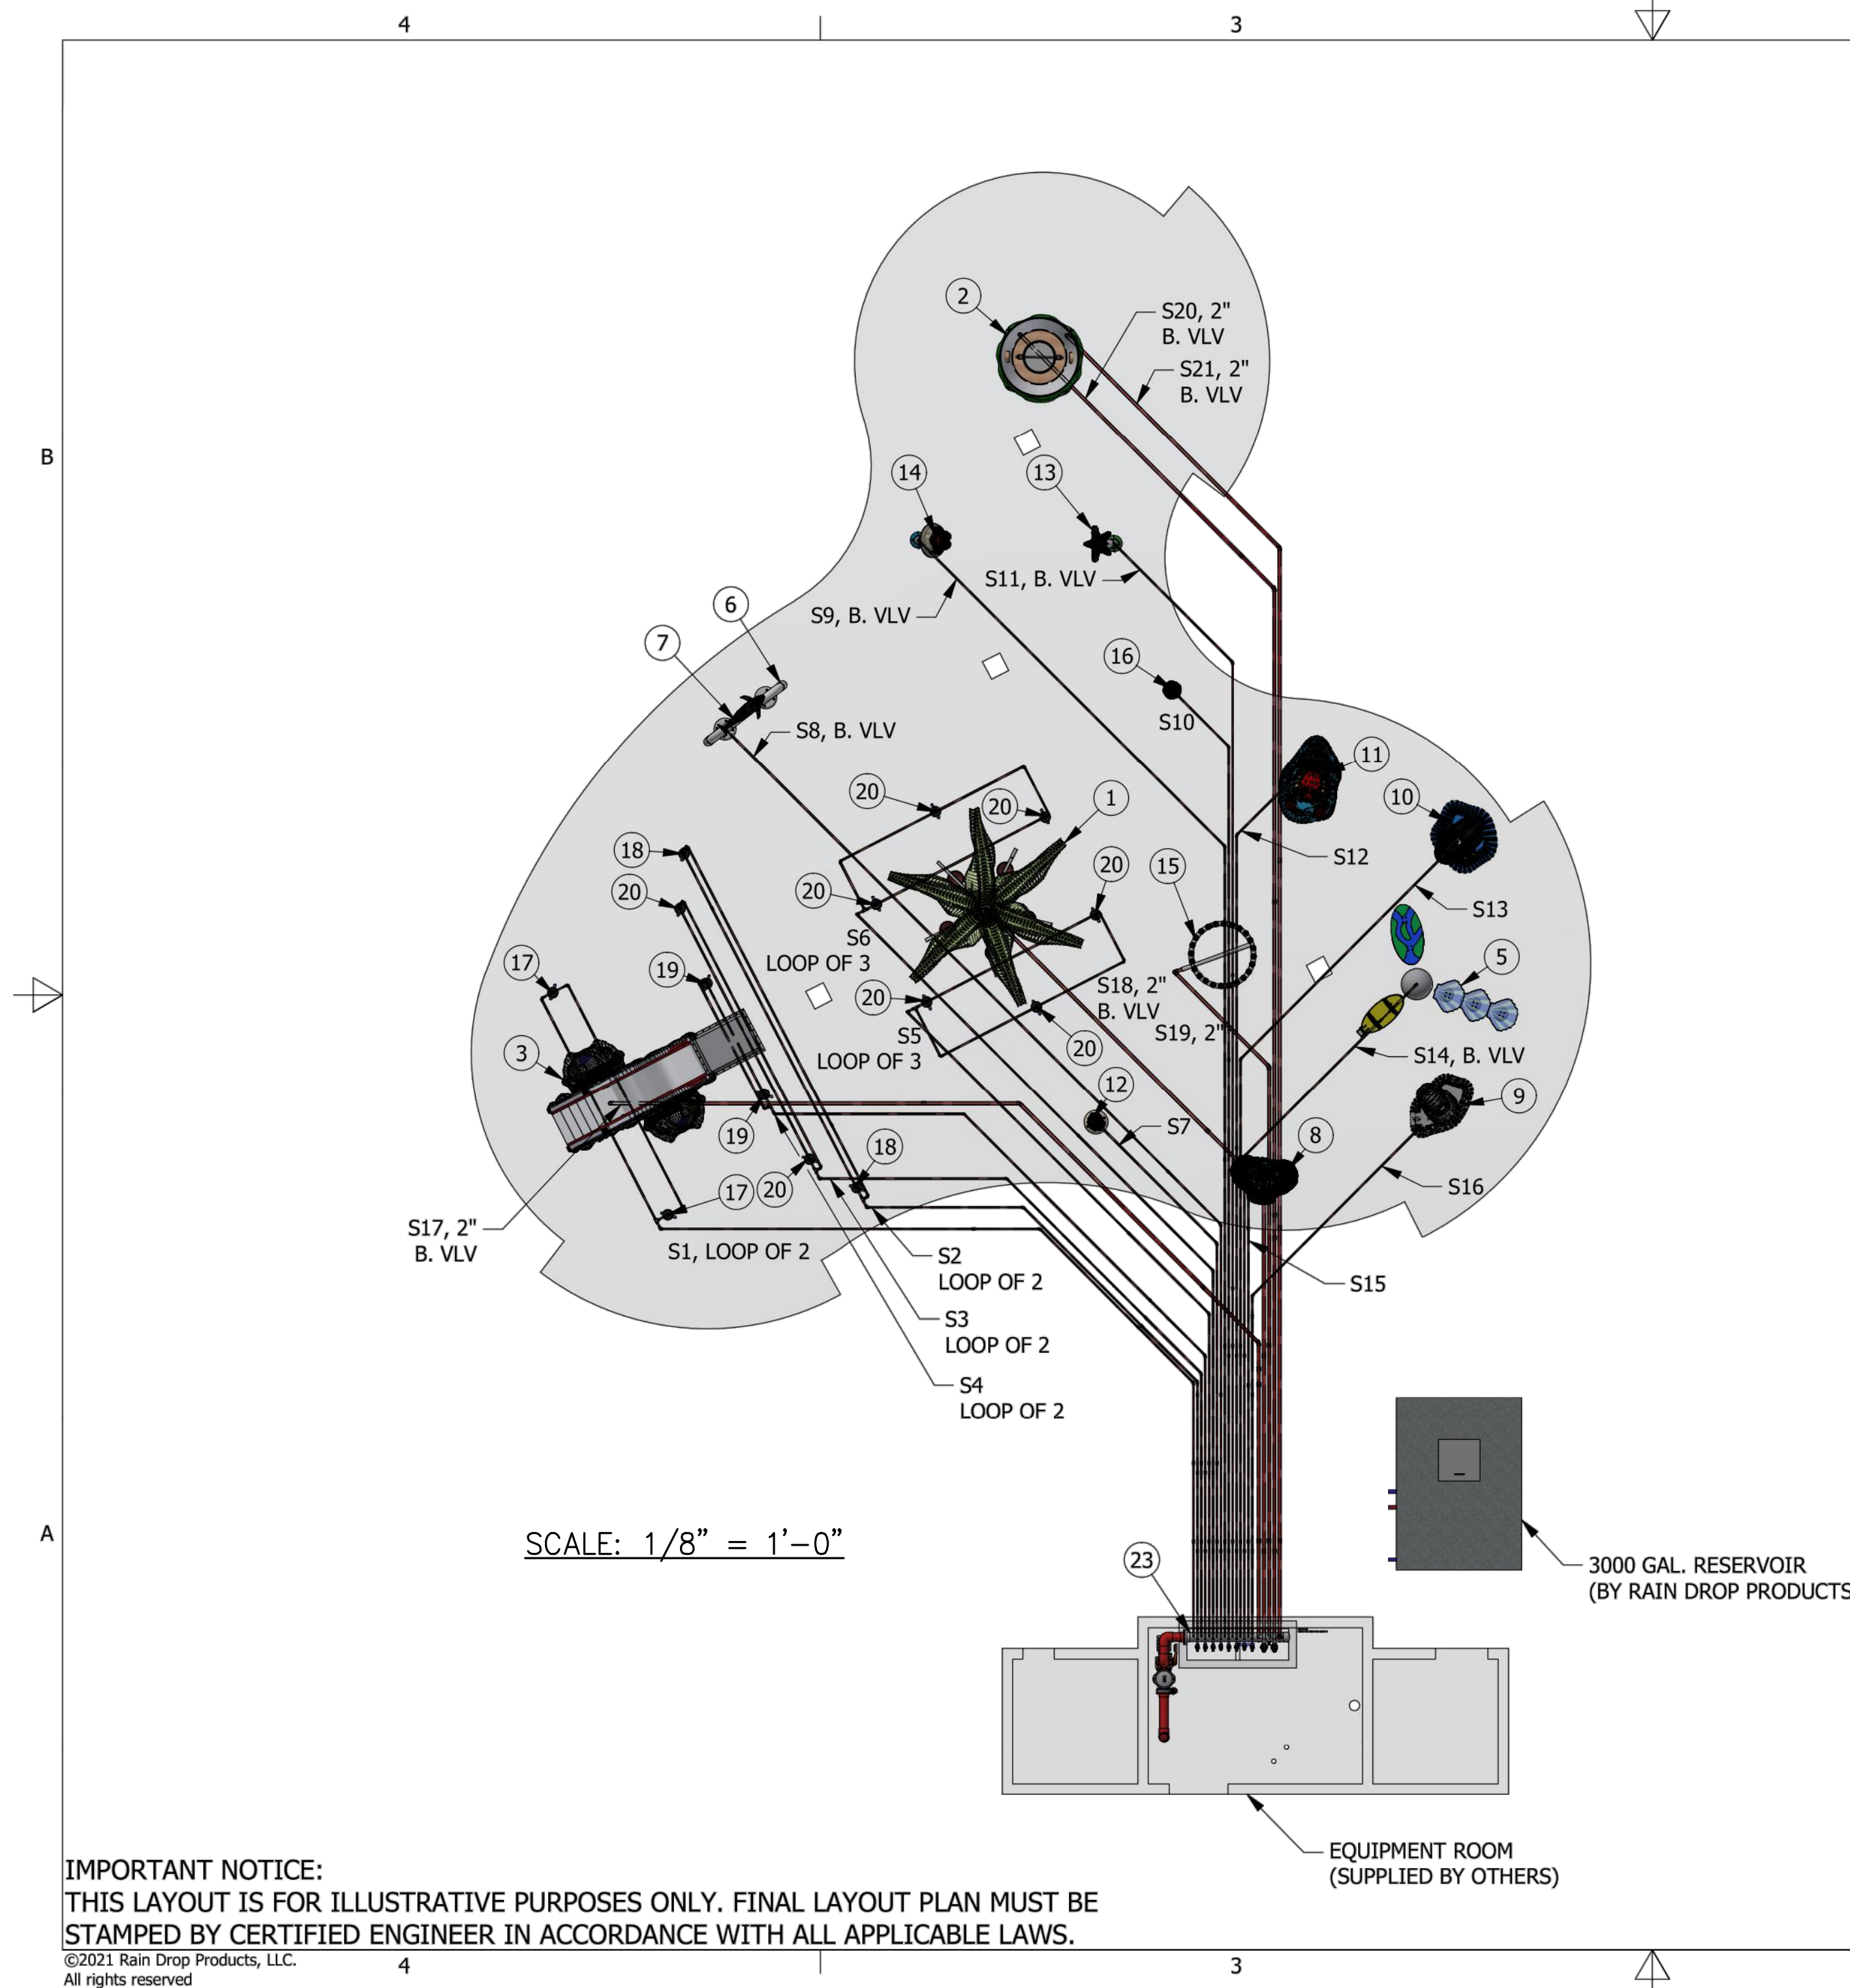 4
3
2
S20, 2"
B. VLV
S21, 2"
B. VLV
B
14
13
S11, B. VLV
6
S9, B. VLV
7
16
S10
S8, B. VLV
11
20
20
1
10
18
S12
20
15
20
20
S13
S6
LOOP OF 3
17
19
5
20
S18, 2"
B. VLV
S19, 2"
S5
LOOP OF 3
20
3
S14, B. VLV
12
9
S7
19
18
8
20
17
S16
S17, 2"
B. VLV
S1, LOOP OF 2
S2
LOOP OF 2
S15
S3
LOOP OF 2
S4
LOOP OF 2
A
SCALE: 1/8" = 1'-0"
23
3000 GAL. RESERVOIR
(BY RAIN DROP PRODUCTS
EQUIPMENT ROOM
(SUPPLIED BY OTHERS)
IMPORTANT NOTICE:
THIS LAYOUT IS FOR ILLUSTRATIVE PURPOSES ONLY. FINAL LAYOUT PLAN MUST BE
STAMPED BY CERTIFIED ENGINEER IN ACCORDANCE WITH ALL APPLICABLE LAWS.
©2021 Rain Drop Products, LLC.
All rights reserved
4
3